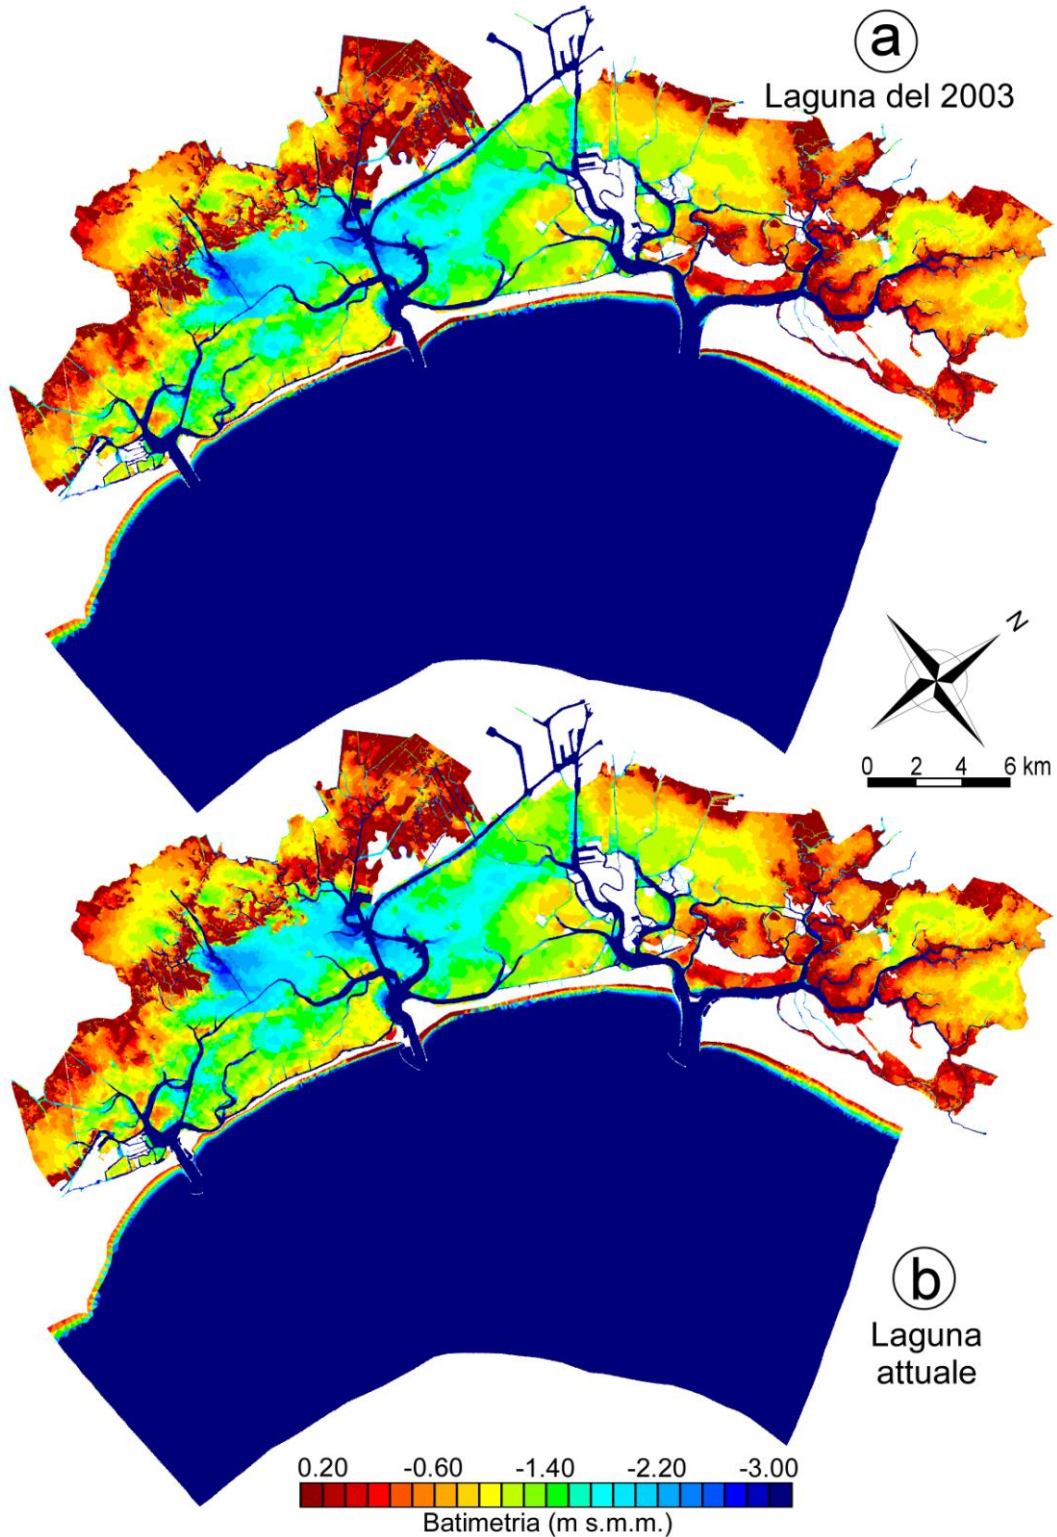 a
Laguna del 2003
N
0 2 4 6 km
b
Laguna
attuale
0.20 -0.60 -1.40 -2.20 -3.00
Batimetria (m s.m.m.)